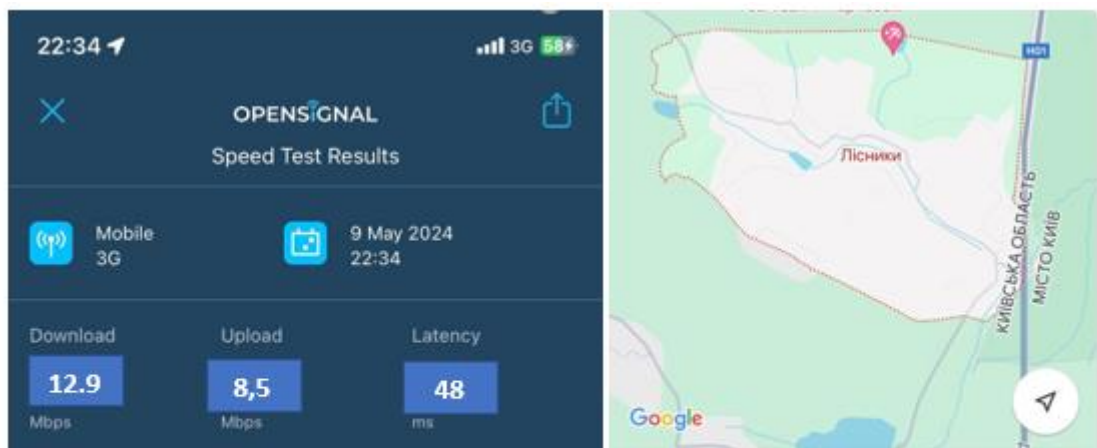 22:34
3G 58
OPENSIGNAL
Speed Test Results
Mobile
3G
9 May 2024
22:34
Download
Upload
Latency
12.9
8,5
48
Mbps
Mbps
ms
H01
Лісники
КИЇВСЬКА ОБЛАСТЬ
МІСТО КИЇВ
Google